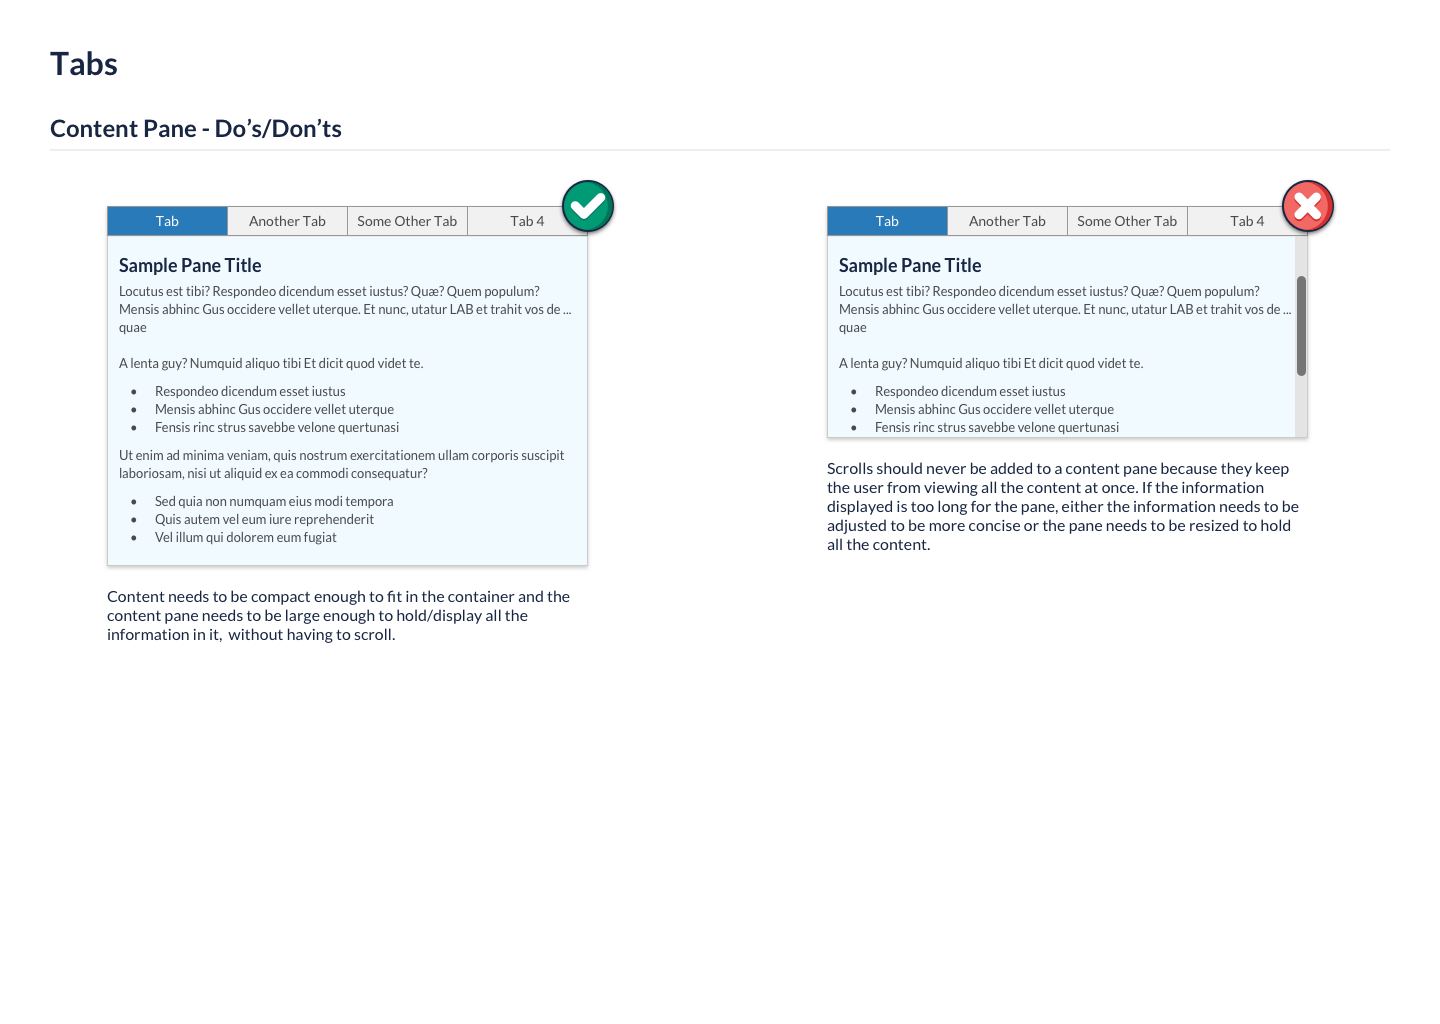 Tabs
Content Pane - Do’s/Don’ts
Tab
Another Tab
Some Other Tab
Tab 4
Sample Pane Title
Locutus est tibi? Respondeo dicendum esset iustus? Quæ? Quem populum?
Mensis abhinc Gus occidere vellet uterque. Et nunc, utatur LAB et trahit vos de ...
quae
A lenta guy? Numquid aliquo tibi Et dicit quod videt te.
• Respondeo dicendum esset iustus
• Mensis abhinc Gus occidere vellet uterque
• Fensis rinc strus savebbe velone quertunasi
Ut enim ad minima veniam, quis nostrum exercitationem ullam corporis suscipit
laboriosam, nisi ut aliquid ex ea commodi consequatur?
• Sed quia non numquam eius modi tempora
• Quis autem vel eum iure reprehenderit
• Vel illum qui dolorem eum fugiat
Content needs to be compact enough to fit in the container and the
content pane needs to be large enough to hold/display all the
information in it,  without having to scroll.
Tab
Another Tab
Some Other Tab
Tab 4
Sample Pane Title
Locutus est tibi? Respondeo dicendum esset iustus? Quæ? Quem populum?
Mensis abhinc Gus occidere vellet uterque. Et nunc, utatur LAB et trahit vos de ...
quae
A lenta guy? Numquid aliquo tibi Et dicit quod videt te.
• Respondeo dicendum esset iustus
• Mensis abhinc Gus occidere vellet uterque
• Fensis rinc strus savebbe velone quertunasi
Scrolls should never be added to a content pane because they keep
the user from viewing all the content at once. If the information
displayed is too long for the pane, either the information needs to be
adjusted to be more concise or the pane needs to be resized to hold
all the content.